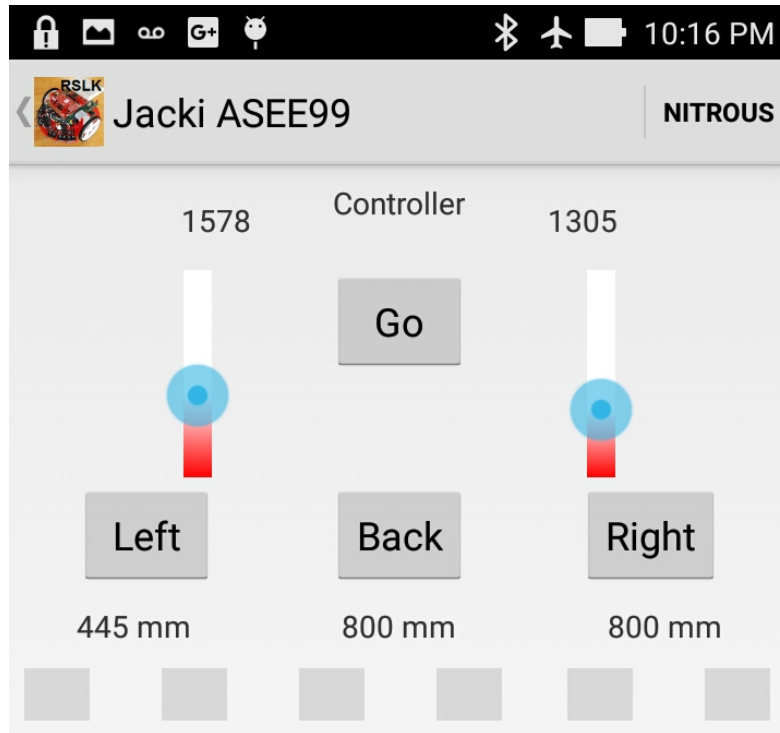 G+ 10:16 PM
RSLK
Jacki ASEE99 NITROUS
Controller
1578 1305
Go
Left Back Right
445 mm 800 mm 800 mm